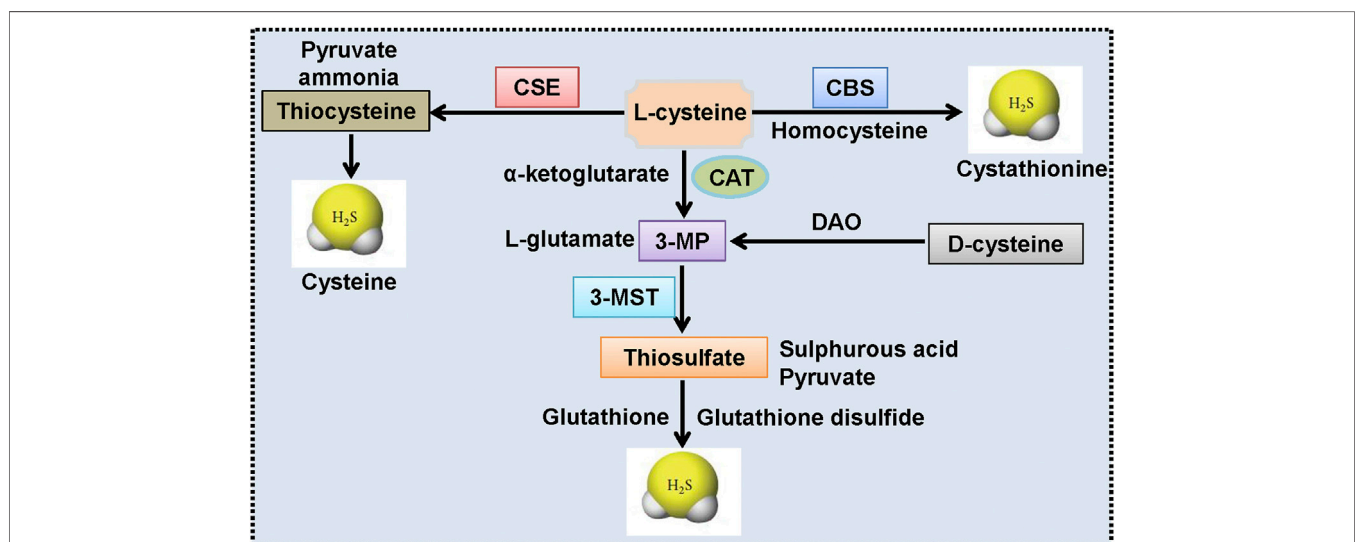 Pyruvate
ammonia
Thiocysteine
CSE
L-cysteine
CBS
Homocysteine
H₂S
Cystathionine
H₂S
Cysteine
α-ketoglutarate
CAT
L-glutamate
3-MP
DAO
D-cysteine
3-MST
Thiosulfate
Sulphurous acid
Pyruvate
Glutathione
Glutathione disulfide
H₂S